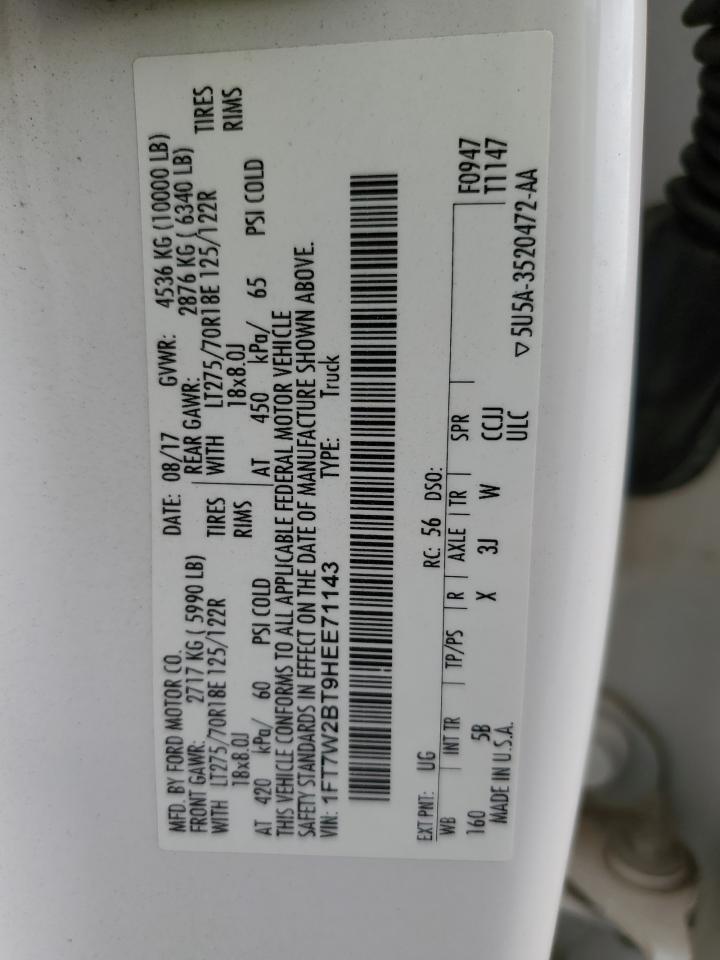 MFD. BY FORD MOTOR CO. DATE: 08/17 GVWR: 4536 KG (10000 LB)
FRONT GAWR: 2717 KG ( 5990 LB) REAR GAWR: 2876 KG ( 6340 LB)
WITH LT275/70R18E 125/122R TIRES WITH LT275/70R18E 125/122R TIRES
18x8.0J RIMS 18x8.0J RIMS
AT 420 kPa/ 60 PSI COLD AT 450 kPa/ 65 PSI COLD
THIS VEHICLE CONFORMS TO ALL APPLICABLE FEDERAL MOTOR VEHICLE
SAFETY STANDARDS IN EFFECT ON THE DATE OF MANUFACTURE SHOWN ABOVE.
VIN: 1FT7W2BT9HEE71143 TYPE: Truck
EXT PNT: UG RC: 56 DSO:
WB INT TR TP/PS R AXLE TR SPR F0947
160 5B X 3J W CCJJ T1147
MADE IN U.S.A. ULC
▽5U5A-3520472-AA